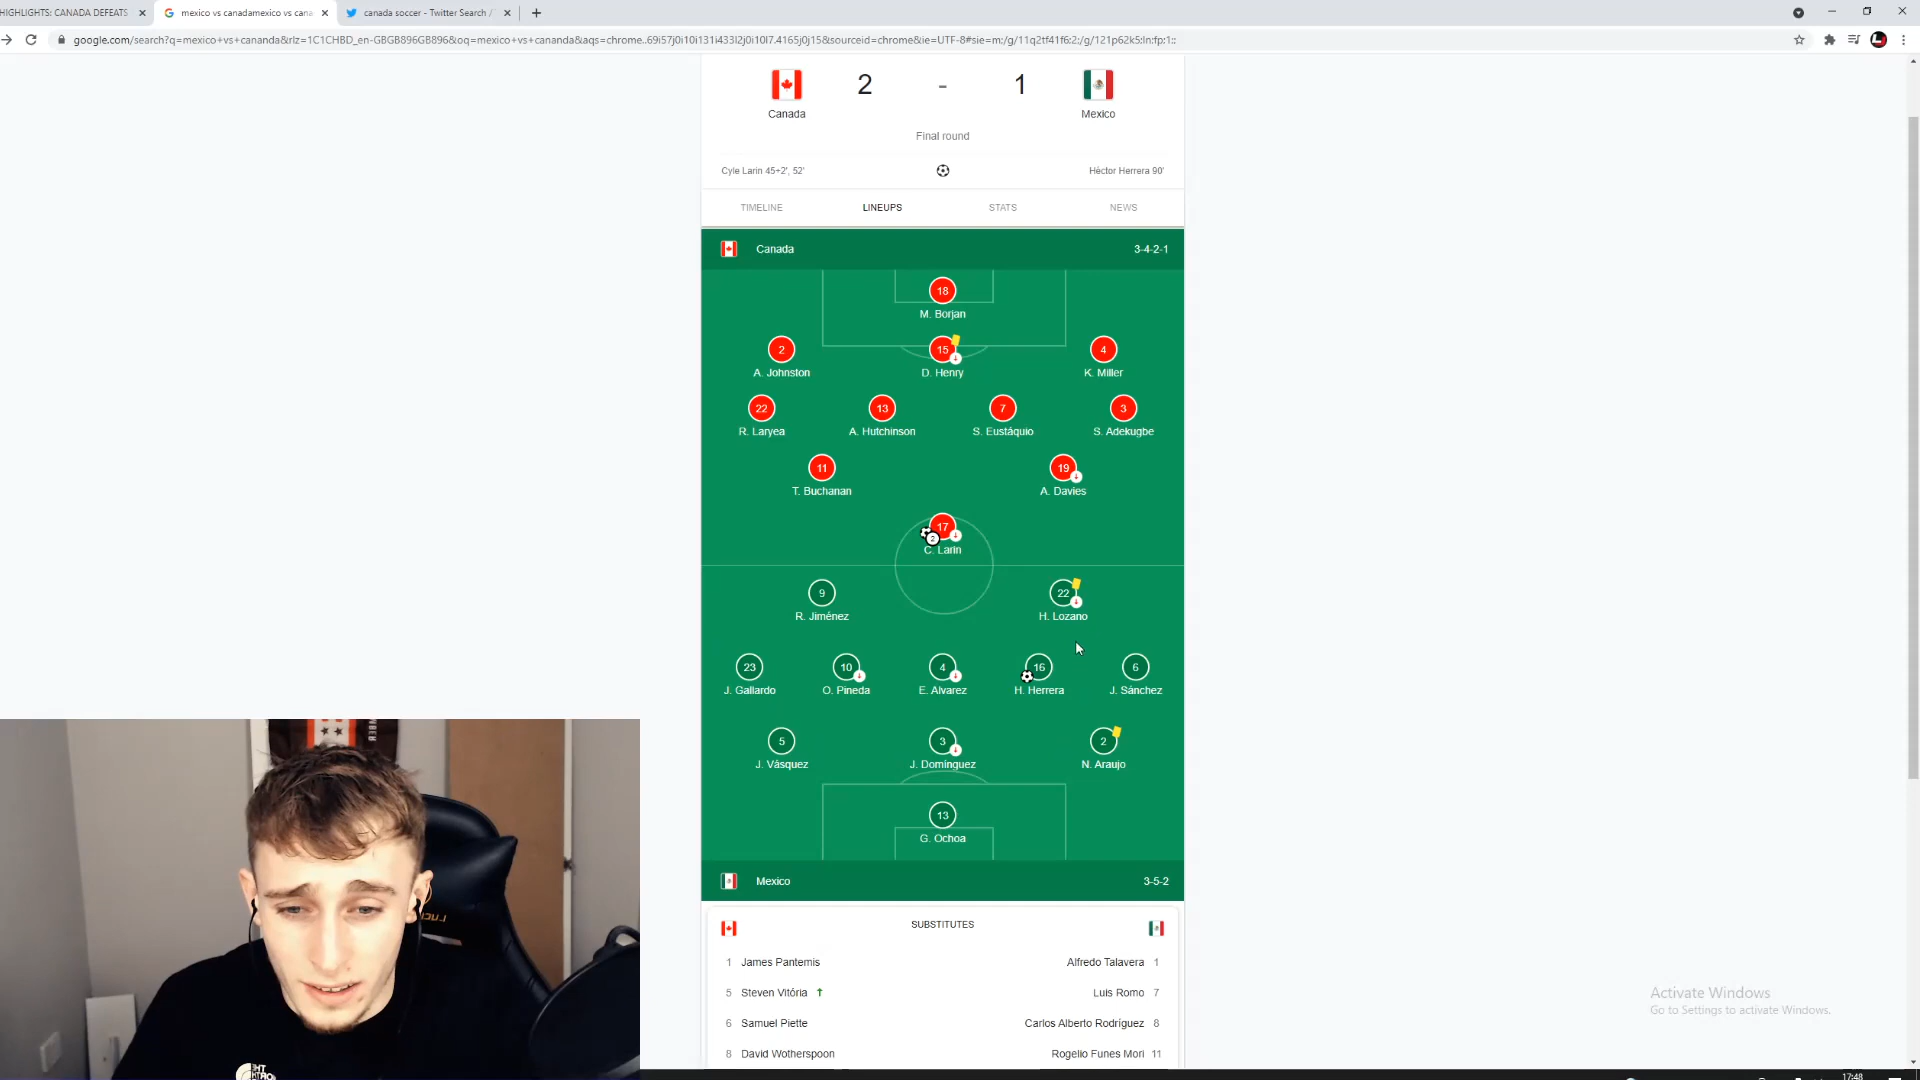 HIGHLIGHTS: CANADA DEFEATS
mexico vs canadamexico vs cana
canada soccer - Twitter Search /
google.com/search?q=mexico+vs+cananda&rlz=1C1CHBD_en-GBGB896GB896&oq=mexico+vs+cananda&aqs=chrome..69i57j0i10i131i433l2j0i10l7.4165j0j15&sourceid=chrome&ie=UTF-8#sie=m;/g/11q2tf41f6;2;/g/121p62k5;ln;fp;1;;
2 - 1
Canada Mexico
Final round
Cyle Larin 45+2', 52' Héctor Herrera 90'
TIMELINE LINEUPS STATS NEWS
Canada 3-4-2-1
18
M. Borjan
2 15 4
A. Johnston D. Henry K. Miller
22 13 7 3
R. Laryea A. Hutchinson S. Eustáquio S. Adekugbe
11 19
T. Buchanan A. Davies
17
2
C. Larin
9 22
R. Jiménez H. Lozano
23 10 4 16 6
J. Gallardo O. Pineda E. Alvarez H. Herrera J. Sánchez
5 3 2
J. Vásquez J. Domínguez N. Araujo
13
G. Ochoa
Mexico 3-5-2
SUBSTITUTES
1 James Pantemis Alfredo Talavera 1
5 Steven Vitória Luis Romo 7
6 Samuel Piette Carlos Alberto Rodríguez 8
8 David Wotherspoon Rogelio Funes Mori 11
Activate Windows
Go to Settings to activate Windows.
17:48